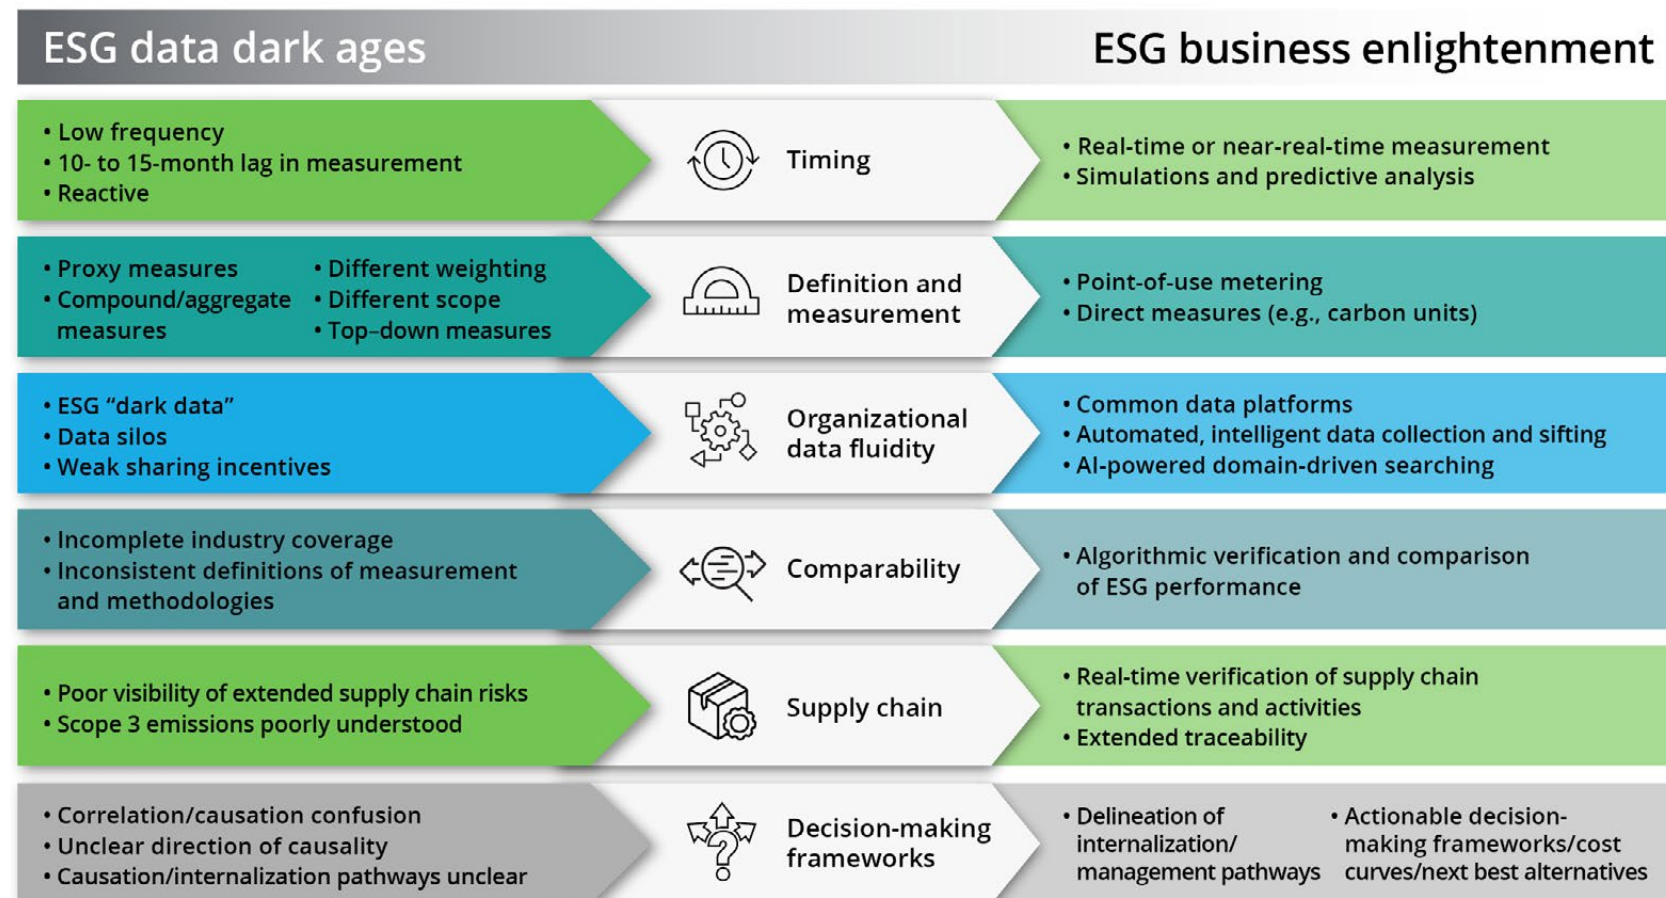 ESG data dark ages
ESG business enlightenment
• Low frequency
• 10- to 15-month lag in measurement
• Reactive
Timing
• Real-time or near-real-time measurement
• Simulations and predictive analysis
• Proxy measures
• Compound/aggregate
measures
• Different weighting
• Different scope
• Top–down measures
Definition and
measurement
• Point-of-use metering
• Direct measures (e.g., carbon units)
• ESG “dark data”
• Data silos
• Weak sharing incentives
Organizational
data fluidity
• Common data platforms
• Automated, intelligent data collection and sifting
• AI-powered domain-driven searching
• Incomplete industry coverage
• Inconsistent definitions of measurement
and methodologies
Comparability
• Algorithmic verification and comparison
of ESG performance
• Poor visibility of extended supply chain risks
• Scope 3 emissions poorly understood
Supply chain
• Real-time verification of supply chain
transactions and activities
• Extended traceability
• Correlation/causation confusion
• Unclear direction of causality
• Causation/internalization pathways unclear
Decision-making
frameworks
• Delineation of
internalization/
management pathways
• Actionable decision-
making frameworks/cost
curves/next best alternatives